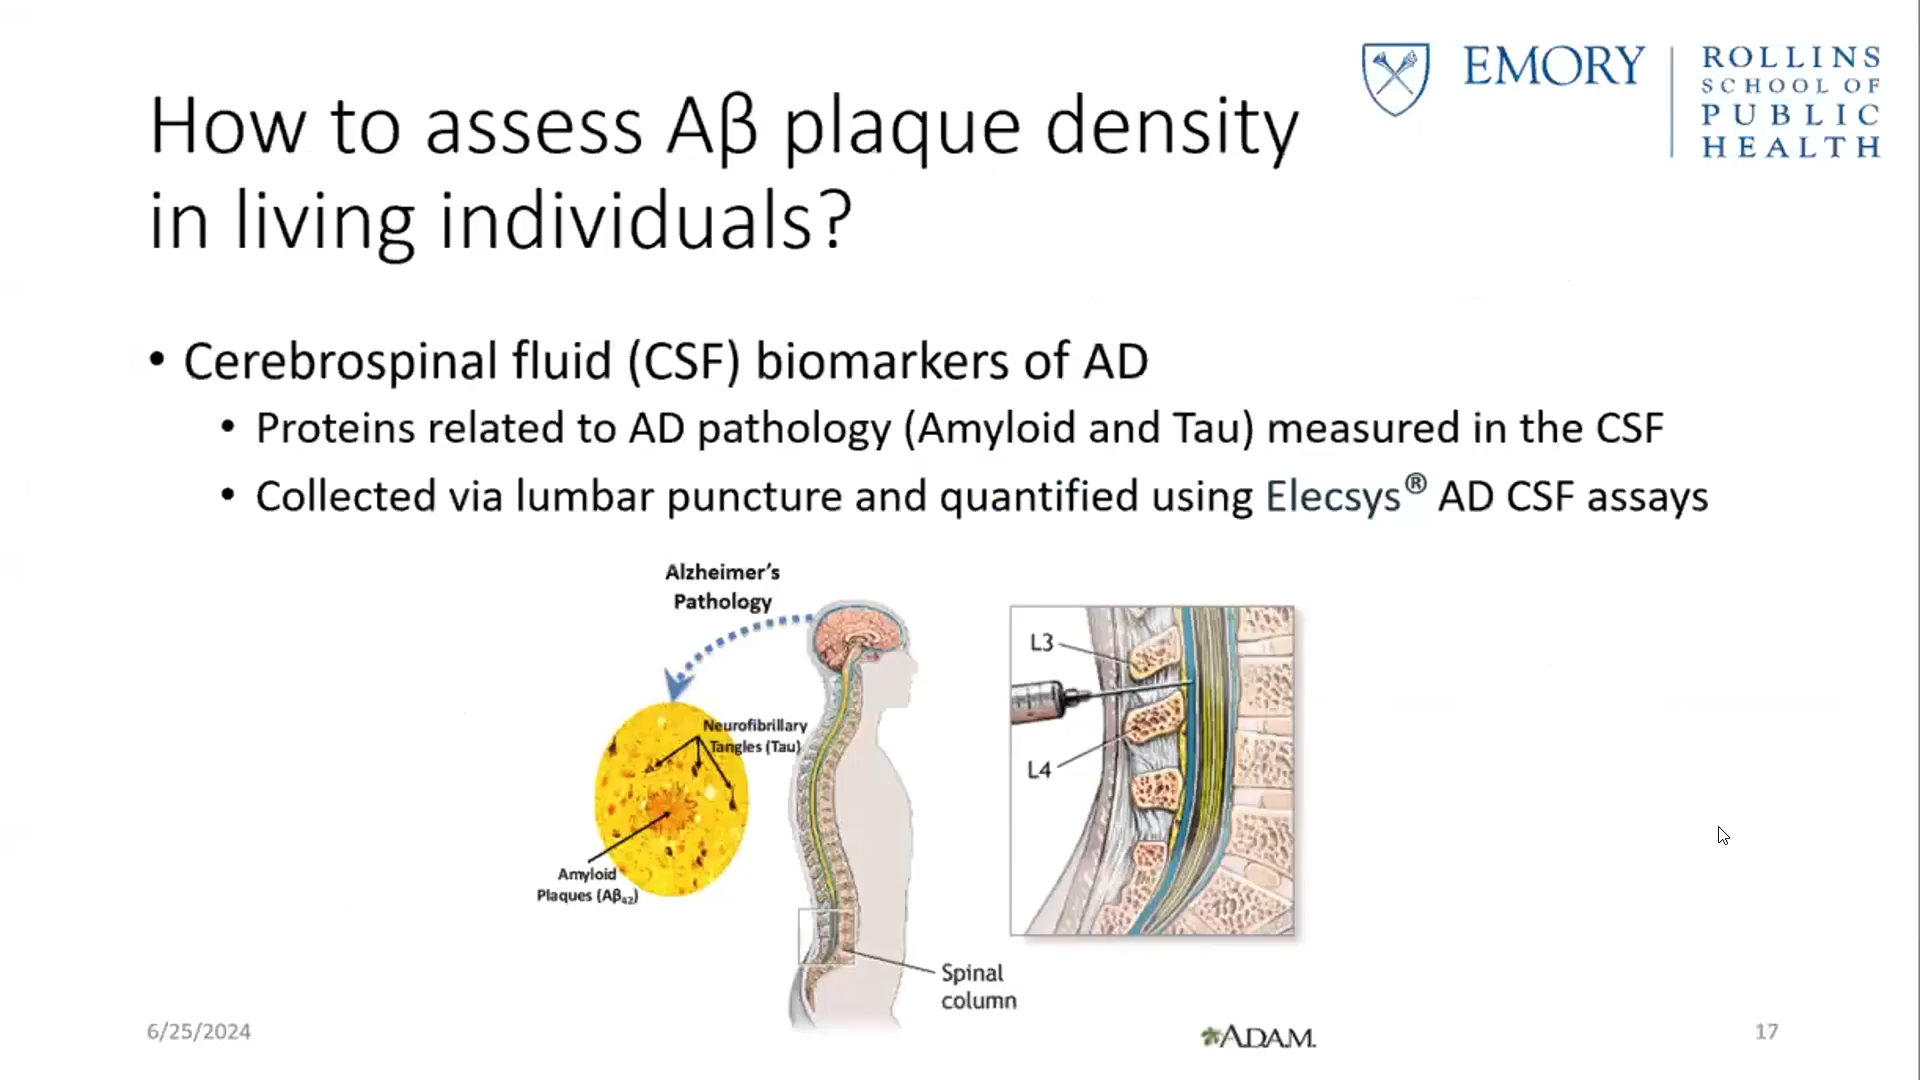 EMORY
ROLLINS
SCHOOL OF
PUBLIC
HEALTH
How to assess Aβ plaque density
in living individuals?
• Cerebrospinal fluid (CSF) biomarkers of AD
• Proteins related to AD pathology (Amyloid and Tau) measured in the CSF
• Collected via lumbar puncture and quantified using Elecsys® AD CSF assays
Alzheimer's
Pathology
Neurofibrillary
Tangles (Tau)
Amyloid
Plaques (Aβ₄₂)
Spinal
column
L3
L4
6/25/2024
ADAM.
17